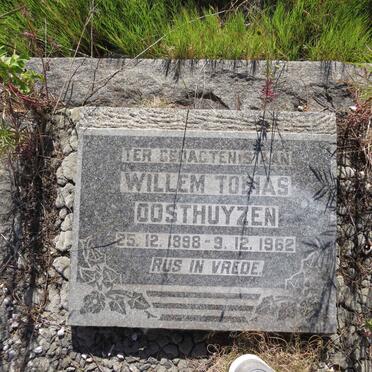 TER GEDAGTENIS AAN
WILLEM TOBIAS
OOSTHUYZEN
25.12.1898-9.12.1962
RUS IN VREDE.